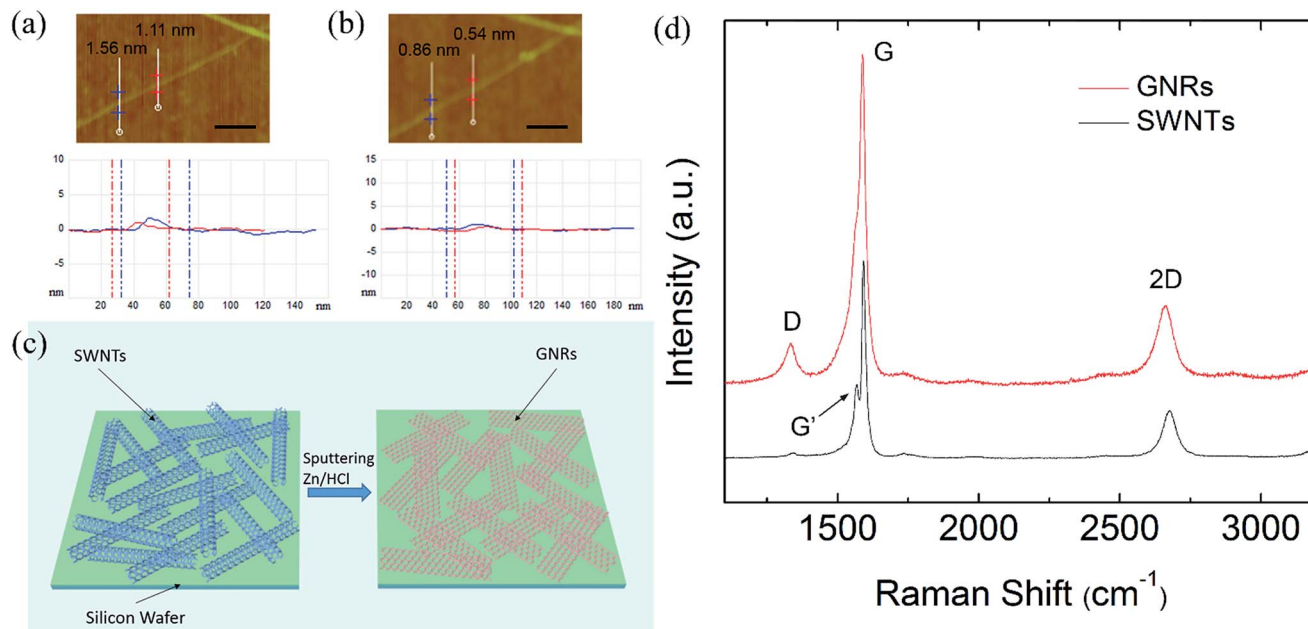 (a)
1.56 nm
1.11 nm
10
5
0
-5
nm
20 40 60 80 100 120 140 160
nm
(b)
0.86 nm
0.54 nm
15
10
5
0
-5
-10
nm
0 20 40 60 80 100 120 140 160 180
nm
(c)
SWNTs
GNRs
Sputtering
Zn/HCl
Silicon Wafer
(d)
G
GNRs
SWNTs
D
2D
G'
Intensity (a.u.)
1500 2000 2500 3000
Raman Shift (cm⁻¹)